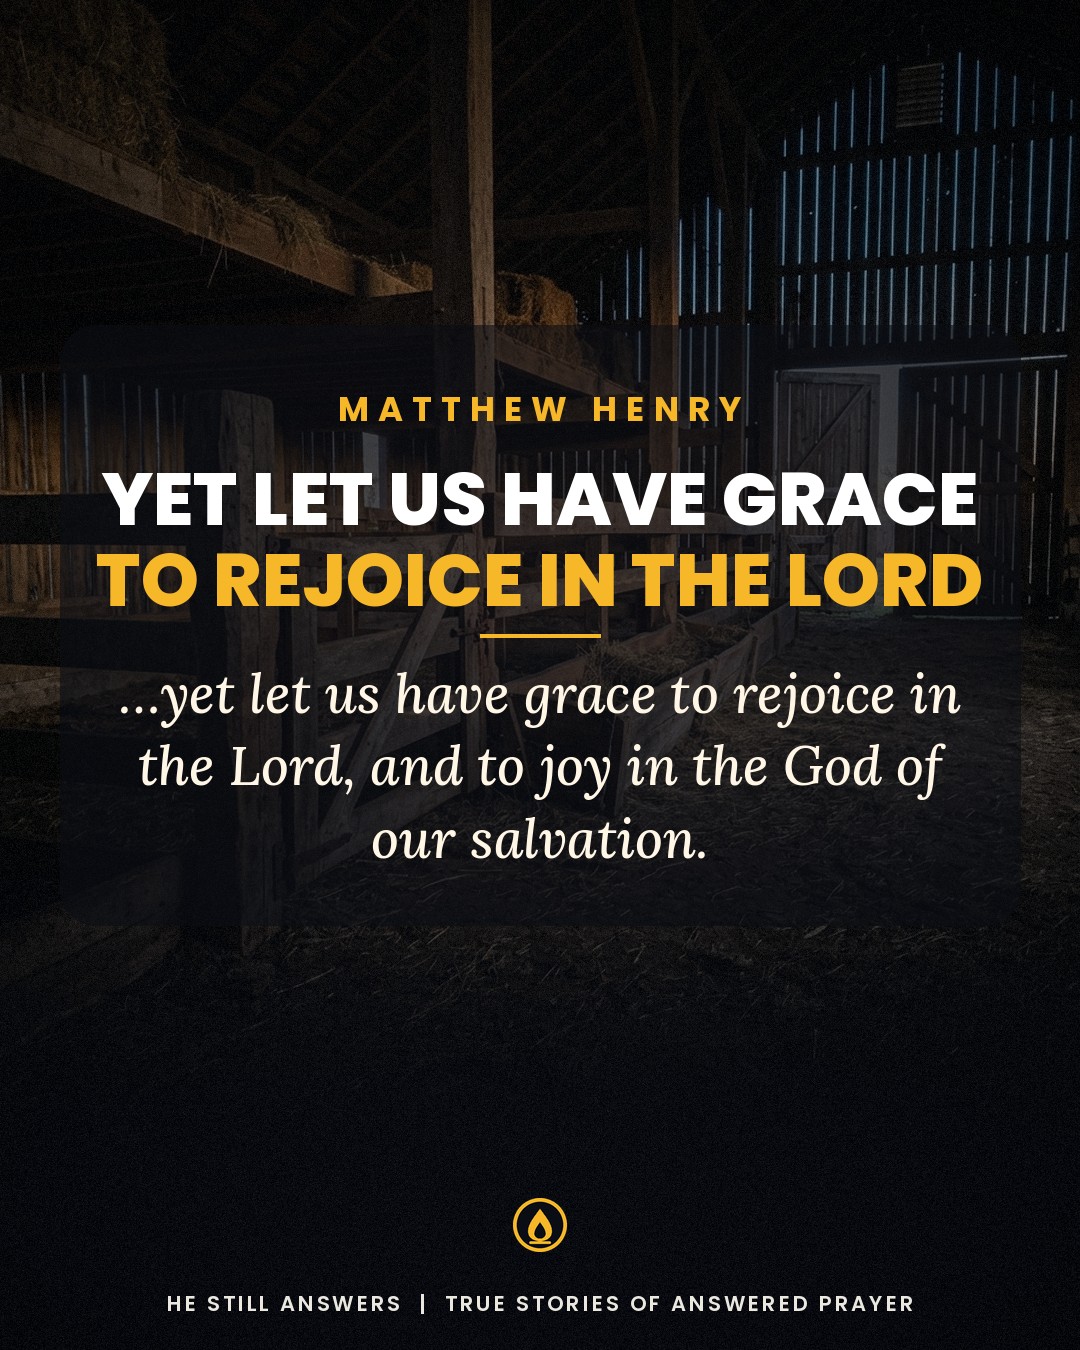 MATTHEW HENRY
YET LET US HAVE GRACE
TO REJOICE IN THE LORD
...yet let us have grace to rejoice in
the Lord, and to joy in the God of
our salvation.
HE STILL ANSWERS | TRUE STORIES OF ANSWERED PRAYER